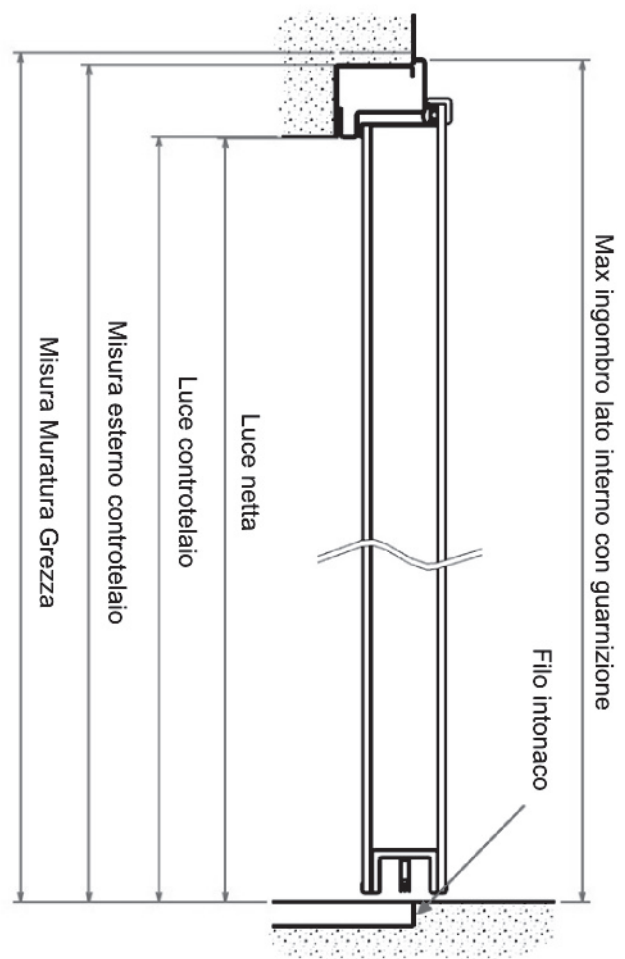 Misura Muratura Grezza
Misura esterno controtelaio
Luce controtelaio
Luce netta
Filo intonaco
Max ingombro lato interno con guarnizione